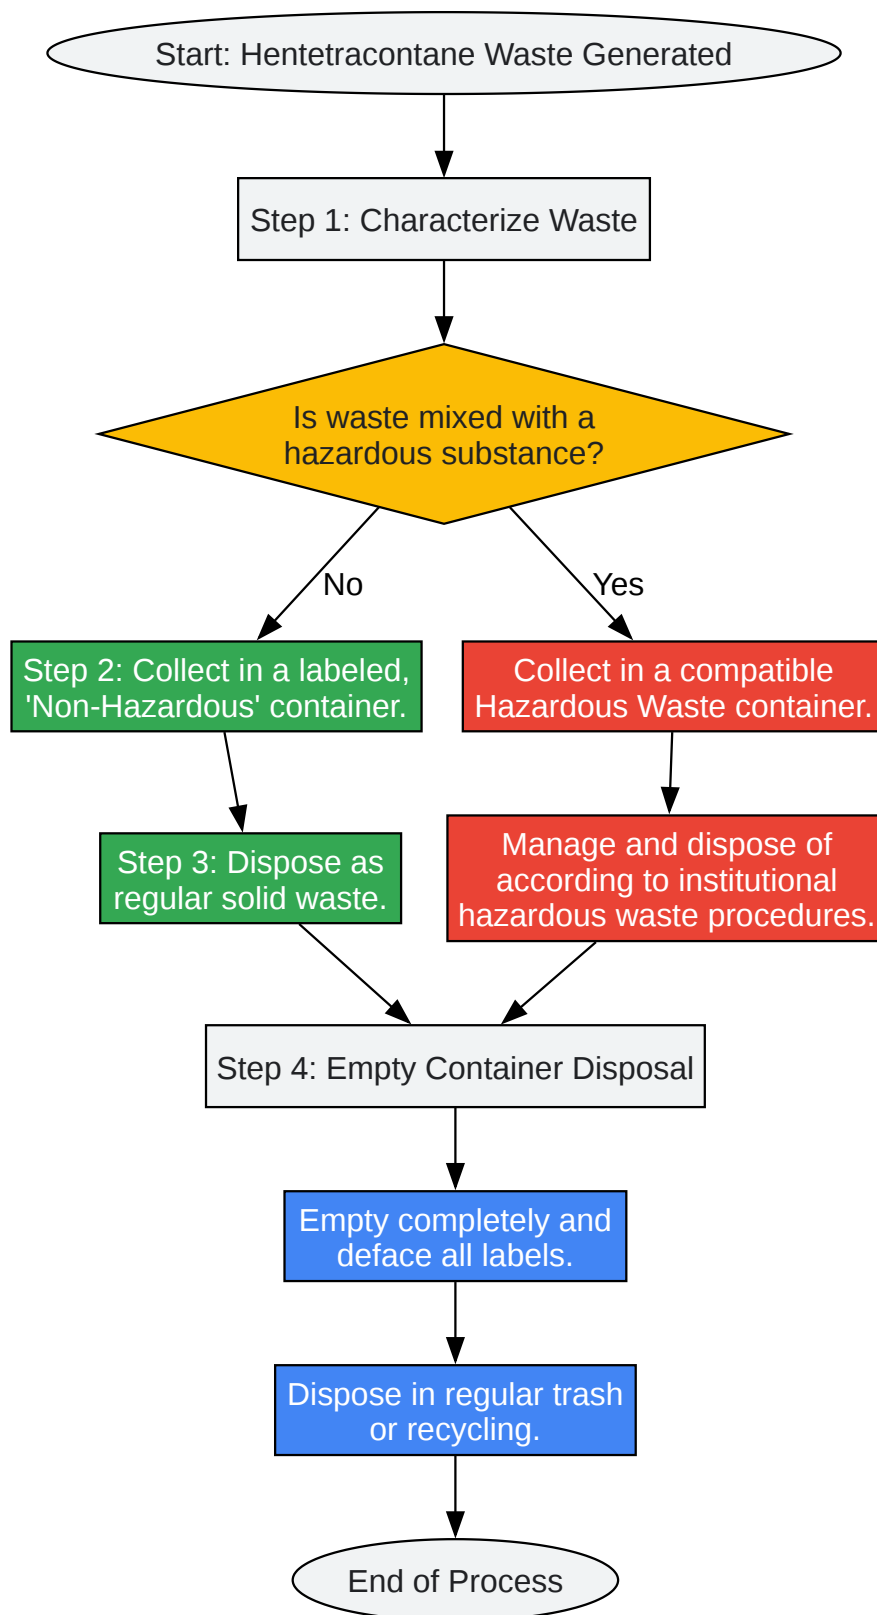 Start: Hentetracontane Waste Generated
Step 1: Characterize Waste
Is waste mixed with a
hazardous substance?
No
Yes
Step 2: Collect in a labeled,
'Non-Hazardous' container.
Collect in a compatible
Hazardous Waste container.
Step 3: Dispose as
regular solid waste.
Manage and dispose of
according to institutional
hazardous waste procedures.
Step 4: Empty Container Disposal
Empty completely and
deface all labels.
Dispose in regular trash
or recycling.
End of Process